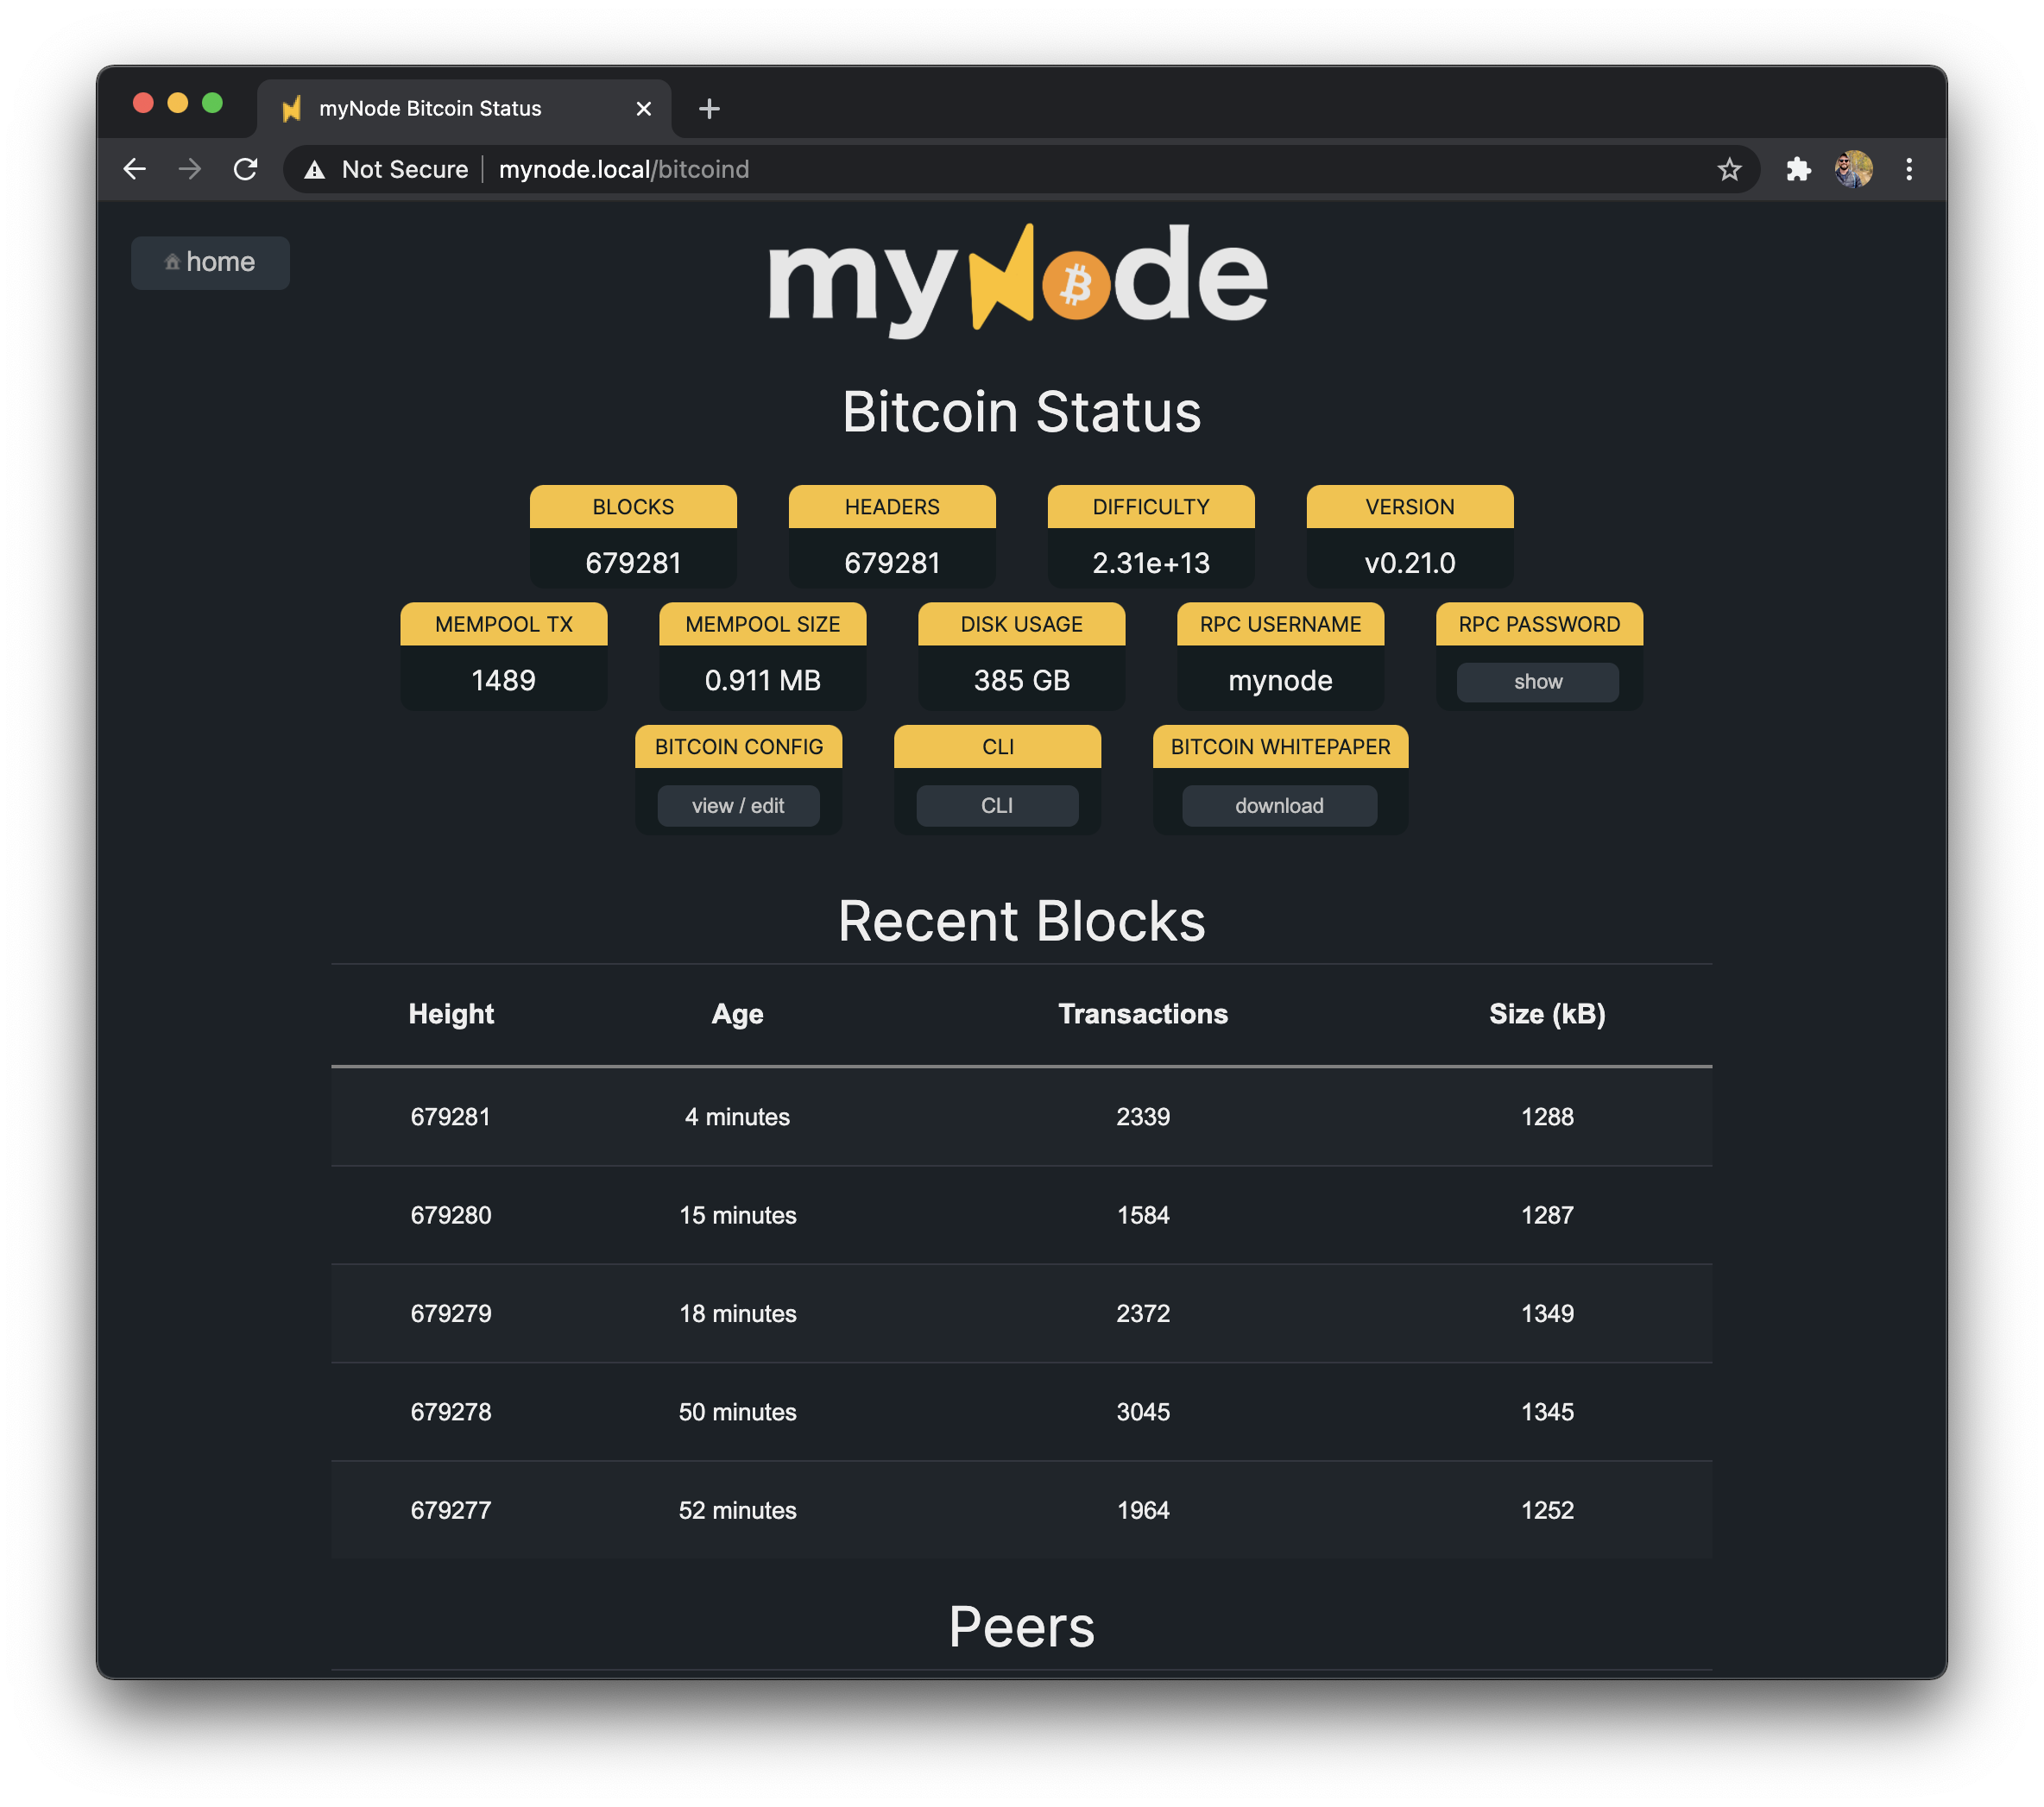 myNode Bitcoin Status
Not Secure mynode.local/bitcoind
home
myNode
Bitcoin Status
BLOCKS HEADERS DIFFICULTY VERSION
679281 679281 2.31e+13 v0.21.0
MEMPOOL TX MEMPOOL SIZE DISK USAGE RPC USERNAME RPC PASSWORD
1489 0.911 MB 385 GB mynode show
BITCOIN CONFIG CLI BITCOIN WHITEPAPER
view / edit CLI download
Recent Blocks
Height Age Transactions Size (kB)
679281 4 minutes 2339 1288
679280 15 minutes 1584 1287
679279 18 minutes 2372 1349
679278 50 minutes 3045 1345
679277 52 minutes 1964 1252
Peers